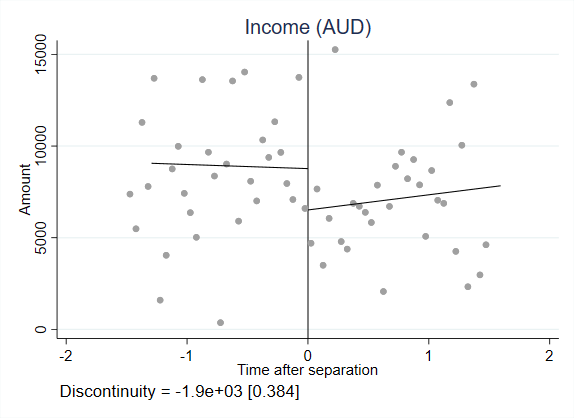 Income (AUD)
15000
10000
5000
0
Amount
-2
-1
0
1
2
Time after separation
Discontinuity = -1.9e+03 [0.384]